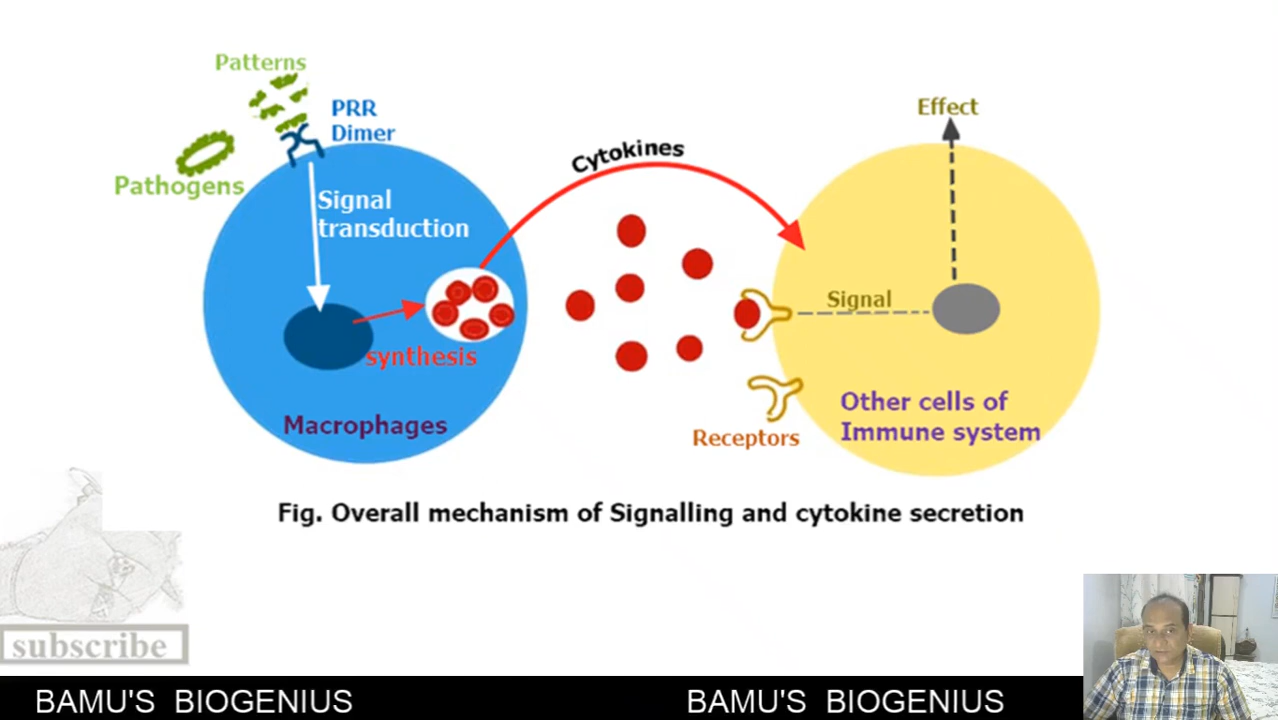 Patterns
PRR
Dimer
Pathogens
Signal
transduction
synthesis
Macrophages
Cytokines
Effect
Signal
Receptors
Other cells of
Immune system
Fig. Overall mechanism of Signalling and cytokine secretion
subscribe
BAMU'S BIOGENIUS
BAMU'S BIOGENIUS